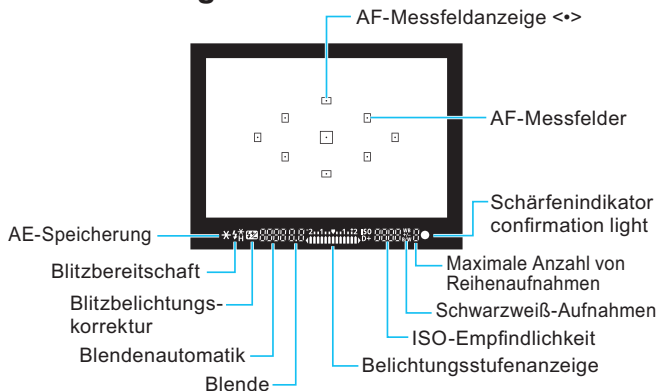 AF-Messfeldanzeige <•>
AF-Messfelder
Schärfenindikator
confirmation light
AE-Speicherung
Blitzbereitschaft
Maximale Anzahl von
Reihenaufnahmen
Blitzbelichtungs-
korrektur
Schwarzweiß-Aufnahmen
ISO-Empfindlichkeit
Blendenautomatik
Belichtungsstufenanzeige
Blende